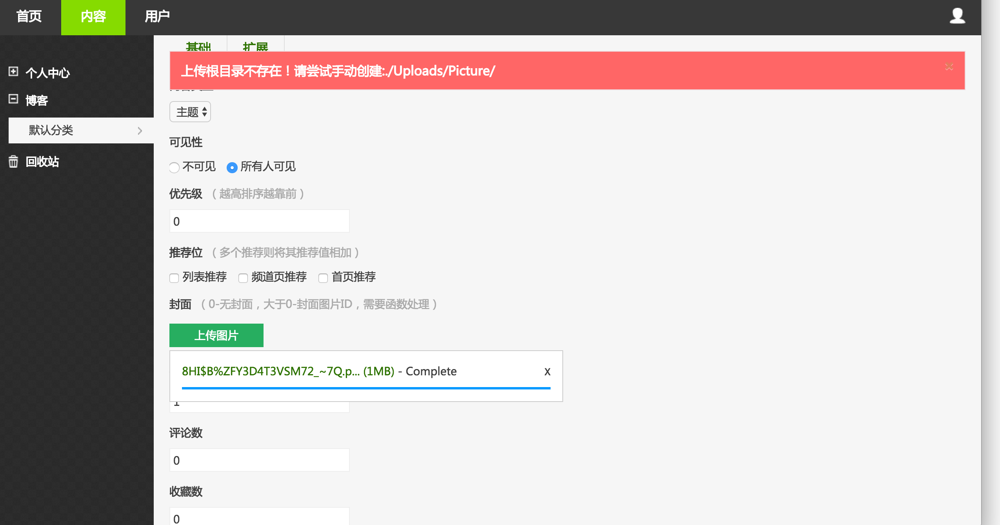 首页 内容 用户
个人中心
博客
默认分类
回收站
基础 扩展
上传根目录不存在！请尝试手动创建:./Uploads/Picture/
主题
可见性
不可见 所有人可见
优先级 （越高排序越靠前）
0
推荐位 （多个推荐则将其推荐值相加）
列表推荐 频道页推荐 首页推荐
封面 （0-无封面，大于0-封面图片ID，需要函数处理）
上传图片
8HI$B%ZFY3D4T3VSM72_~7Q.p... (1MB) - Complete x
1
评论数
0
收藏数
0